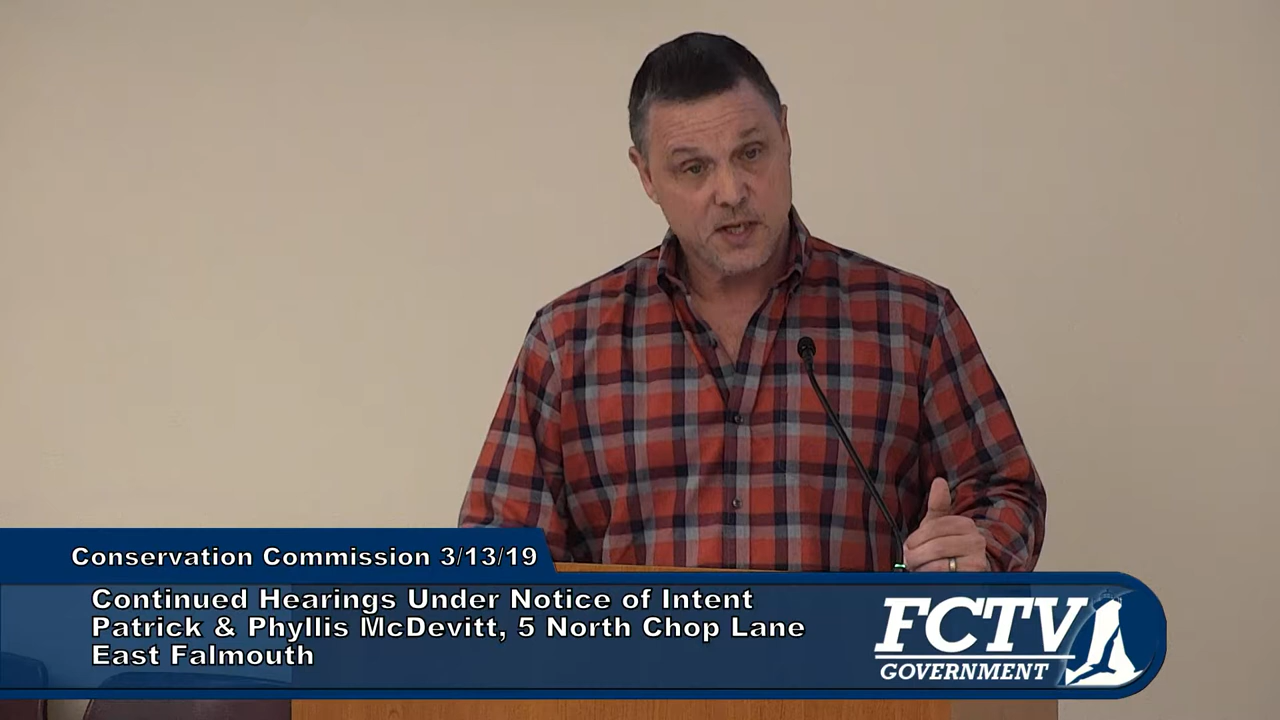 Conservation Commission 3/13/19
Continued Hearings Under Notice of Intent
Patrick & Phyllis McDevitt, 5 North Chop Lane
East Falmouth
FCTV
GOVERNMENT